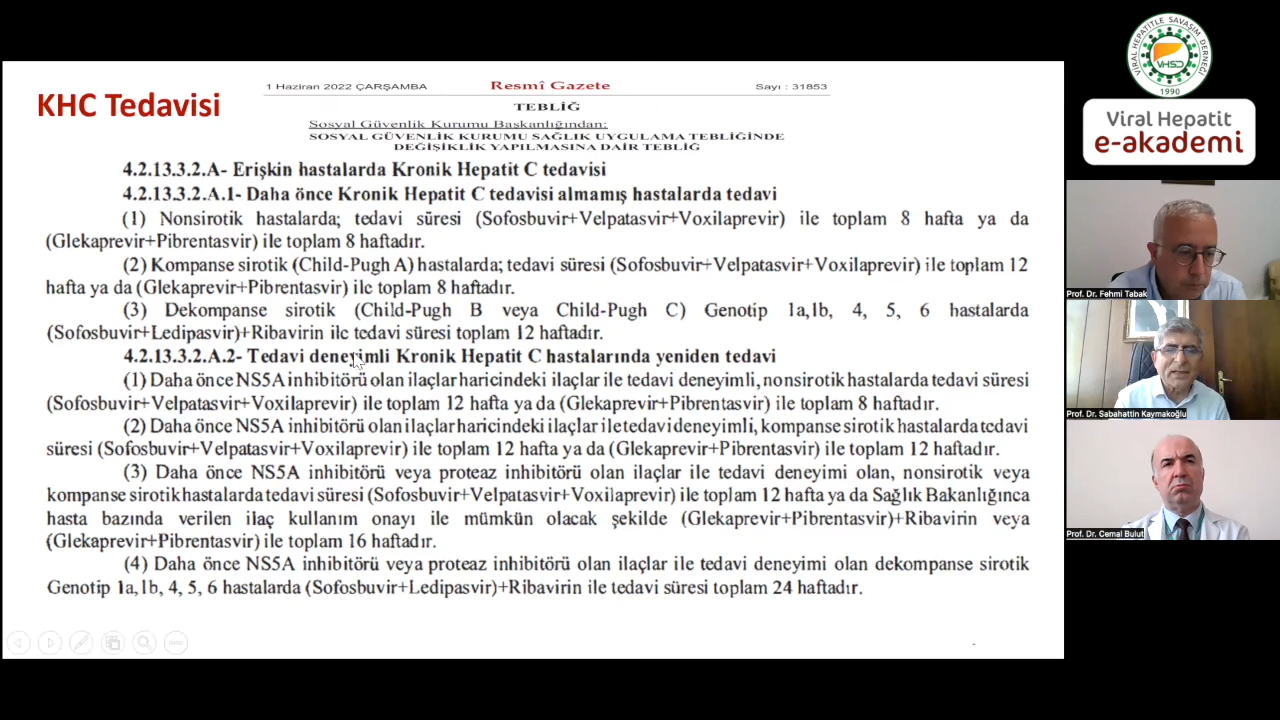 KHC Tedavisi
1 Haziran 2022 ÇARŞAMBA Resmî Gazete Sayı : 31853
TEBLİĞ
Sosyal Güvenlik Kurumu Başkanlığından:
SOSYAL GÜVENLİK KURUMU SAĞLIK UYGULAMA TEBLİĞİNDE
DEĞİŞİKLİK YAPILMASINA DAİR TEBLİĞ
4.2.13.3.2.A- Erişkin hastalarda Kronik Hepatit C tedavisi
4.2.13.3.2.A.1- Daha önce Kronik Hepatit C tedavisi almamış hastalarda tedavi
(1) Nonsirotik hastalarda; tedavi süresi (Sofosbuvir+Velpatasvir+Voxilaprevir) ile toplam 8 hafta ya da
(Glekaprevir+Pibrentasvir) ile toplam 8 haftadır.
(2) Kompanse sirotik (Child-Pugh A) hastalarda; tedavi süresi (Sofosbuvir+Velpatasvir+Voxilaprevir) ile toplam 12
hafta ya da (Glekaprevir+Pibrentasvir) ile toplam 8 haftadır.
(3) Dekompanse sirotik (Child-Pugh B veya Child-Pugh C) Genotip 1a,1b, 4, 5, 6 hastalarda
(Sofosbuvir+Ledipasvir)+Ribavirin ile tedavi süresi toplam 12 haftadır.
4.2.13.3.2.A.2- Tedavi deneyimli Kronik Hepatit C hastalarında yeniden tedavi
(1) Daha önce NS5A inhibitörü olan ilaçlar haricindeki ilaçlar ile tedavi deneyimli, nonsirotik hastalarda tedavi süresi
(Sofosbuvir+Velpatasvir+Voxilaprevir) ile toplam 12 hafta ya da (Glekaprevir+Pibrentasvir) ile toplam 8 haftadır.
(2) Daha önce NS5A inhibitörü olan ilaçlar haricindeki ilaçlar ile tedavi deneyimli, kompanse sirotik hastalarda tedavi
süresi (Sofosbuvir+Velpatasvir+Voxilaprevir) ile toplam 12 hafta ya da (Glekaprevir+Pibrentasvir) ile toplam 12 haftadır.
(3) Daha önce NS5A inhibitörü veya proteaz inhibitörü olan ilaçlar ile tedavi deneyimi olan, nonsirotik veya
kompanse sirotik hastalarda tedavi süresi (Sofosbuvir+Velpatasvir+Voxilaprevir) ile toplam 12 hafta ya da Sağlık Bakanlığınca
hasta bazında verilen ilaç kullanım onayı ile mümkün olacak şekilde (Glekaprevir+Pibrentasvir)+Ribavirin veya
(Glekaprevir+Pibrentasvir) ile toplam 16 haftadır.
(4) Daha önce NS5A inhibitörü veya proteaz inhibitörü olan ilaçlar ile tedavi deneyimi olan dekompanse sirotik
Genotip 1a,1b, 4, 5, 6 hastalarda (Sofosbuvir+Ledipasvir)+Ribavirin ile tedavi süresi toplam 24 haftadır.
VİRAL HEPATİTLE SAVAŞIM DERNEĞİ
VHSD
1990
Viral Hepatit
e-akademi
Prof. Dr. Fehmi Tabak
Prof. Dr. Sabahattin Kaymakoğlu
Prof. Dr. Cemal Bulut